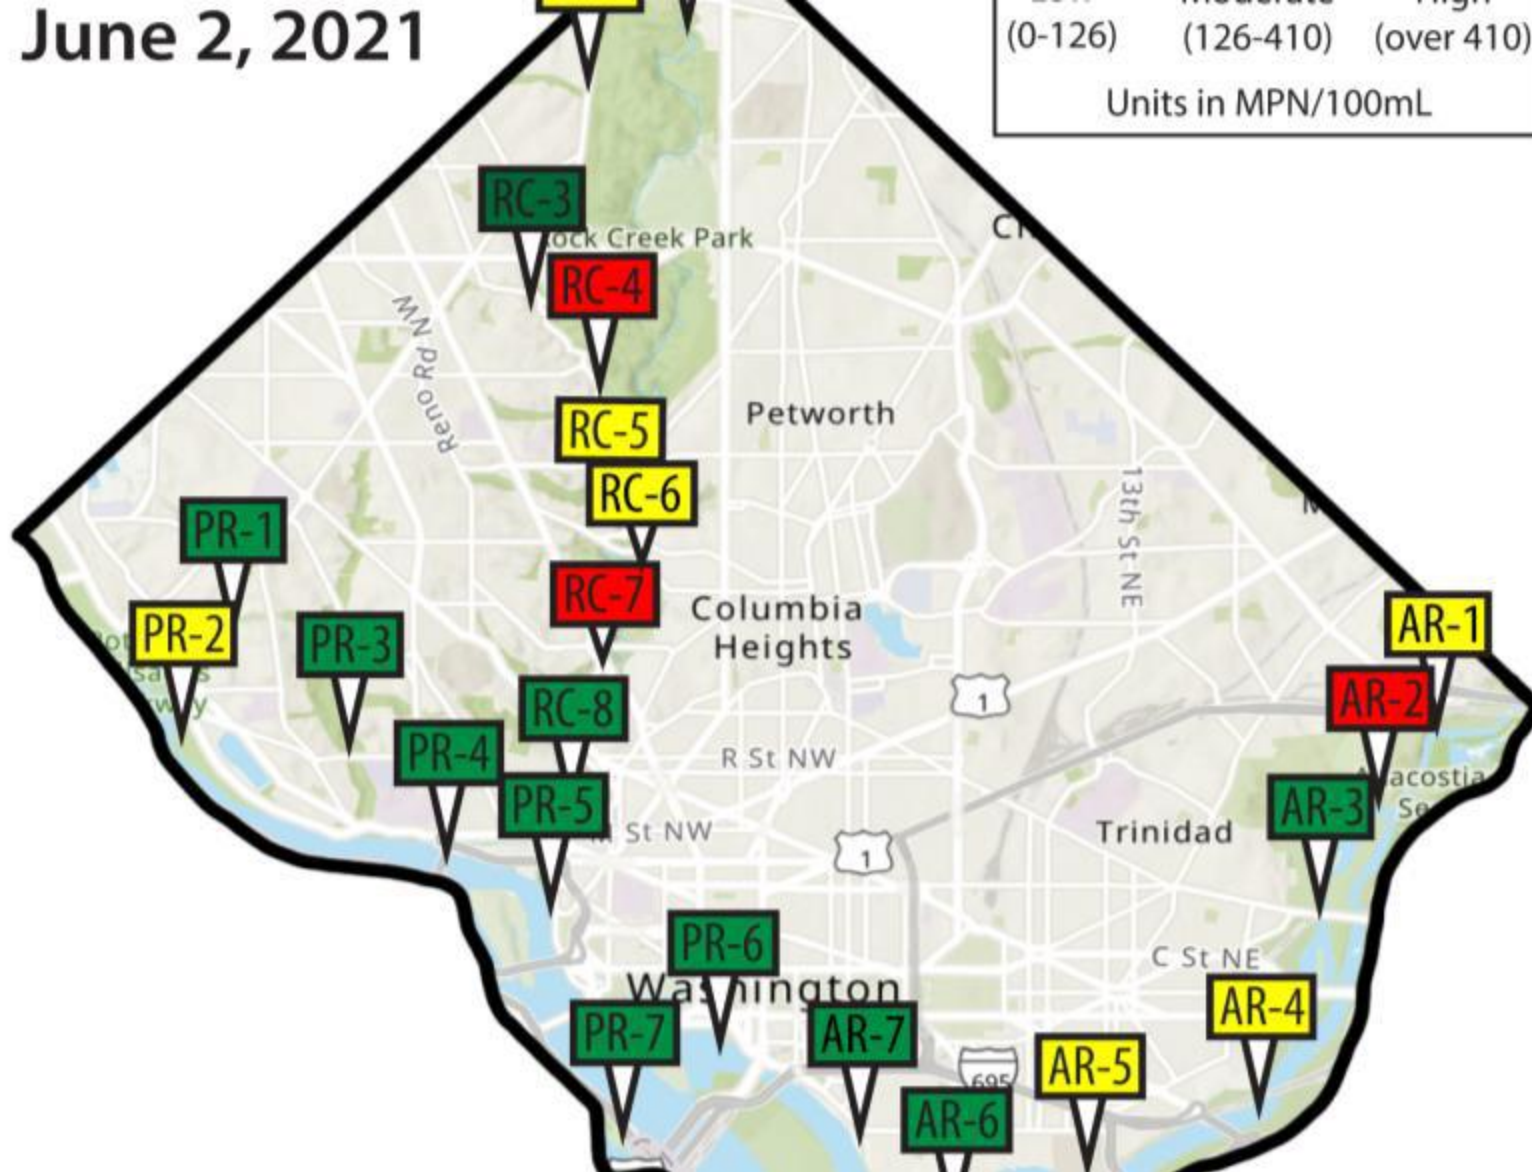 June 2, 2021
(0-126) (126-410) (over 410)
Units in MPN/100mL
RC-3
ock Creek Park
RC-4
Reno Rd NW
Petworth
RC-5
RC-6
13th St NE
PR-1
RC-7
Columbia
Heights
AR-1
PR-2
PR-3
AR-2
RC-8
1
PR-4
R St NW
acostia
PR-5
AR-3
Se
St NW
Trinidad
1
PR-6
C St NE
Washington
AR-4
PR-7
AR-7
AR-5
695
AR-6